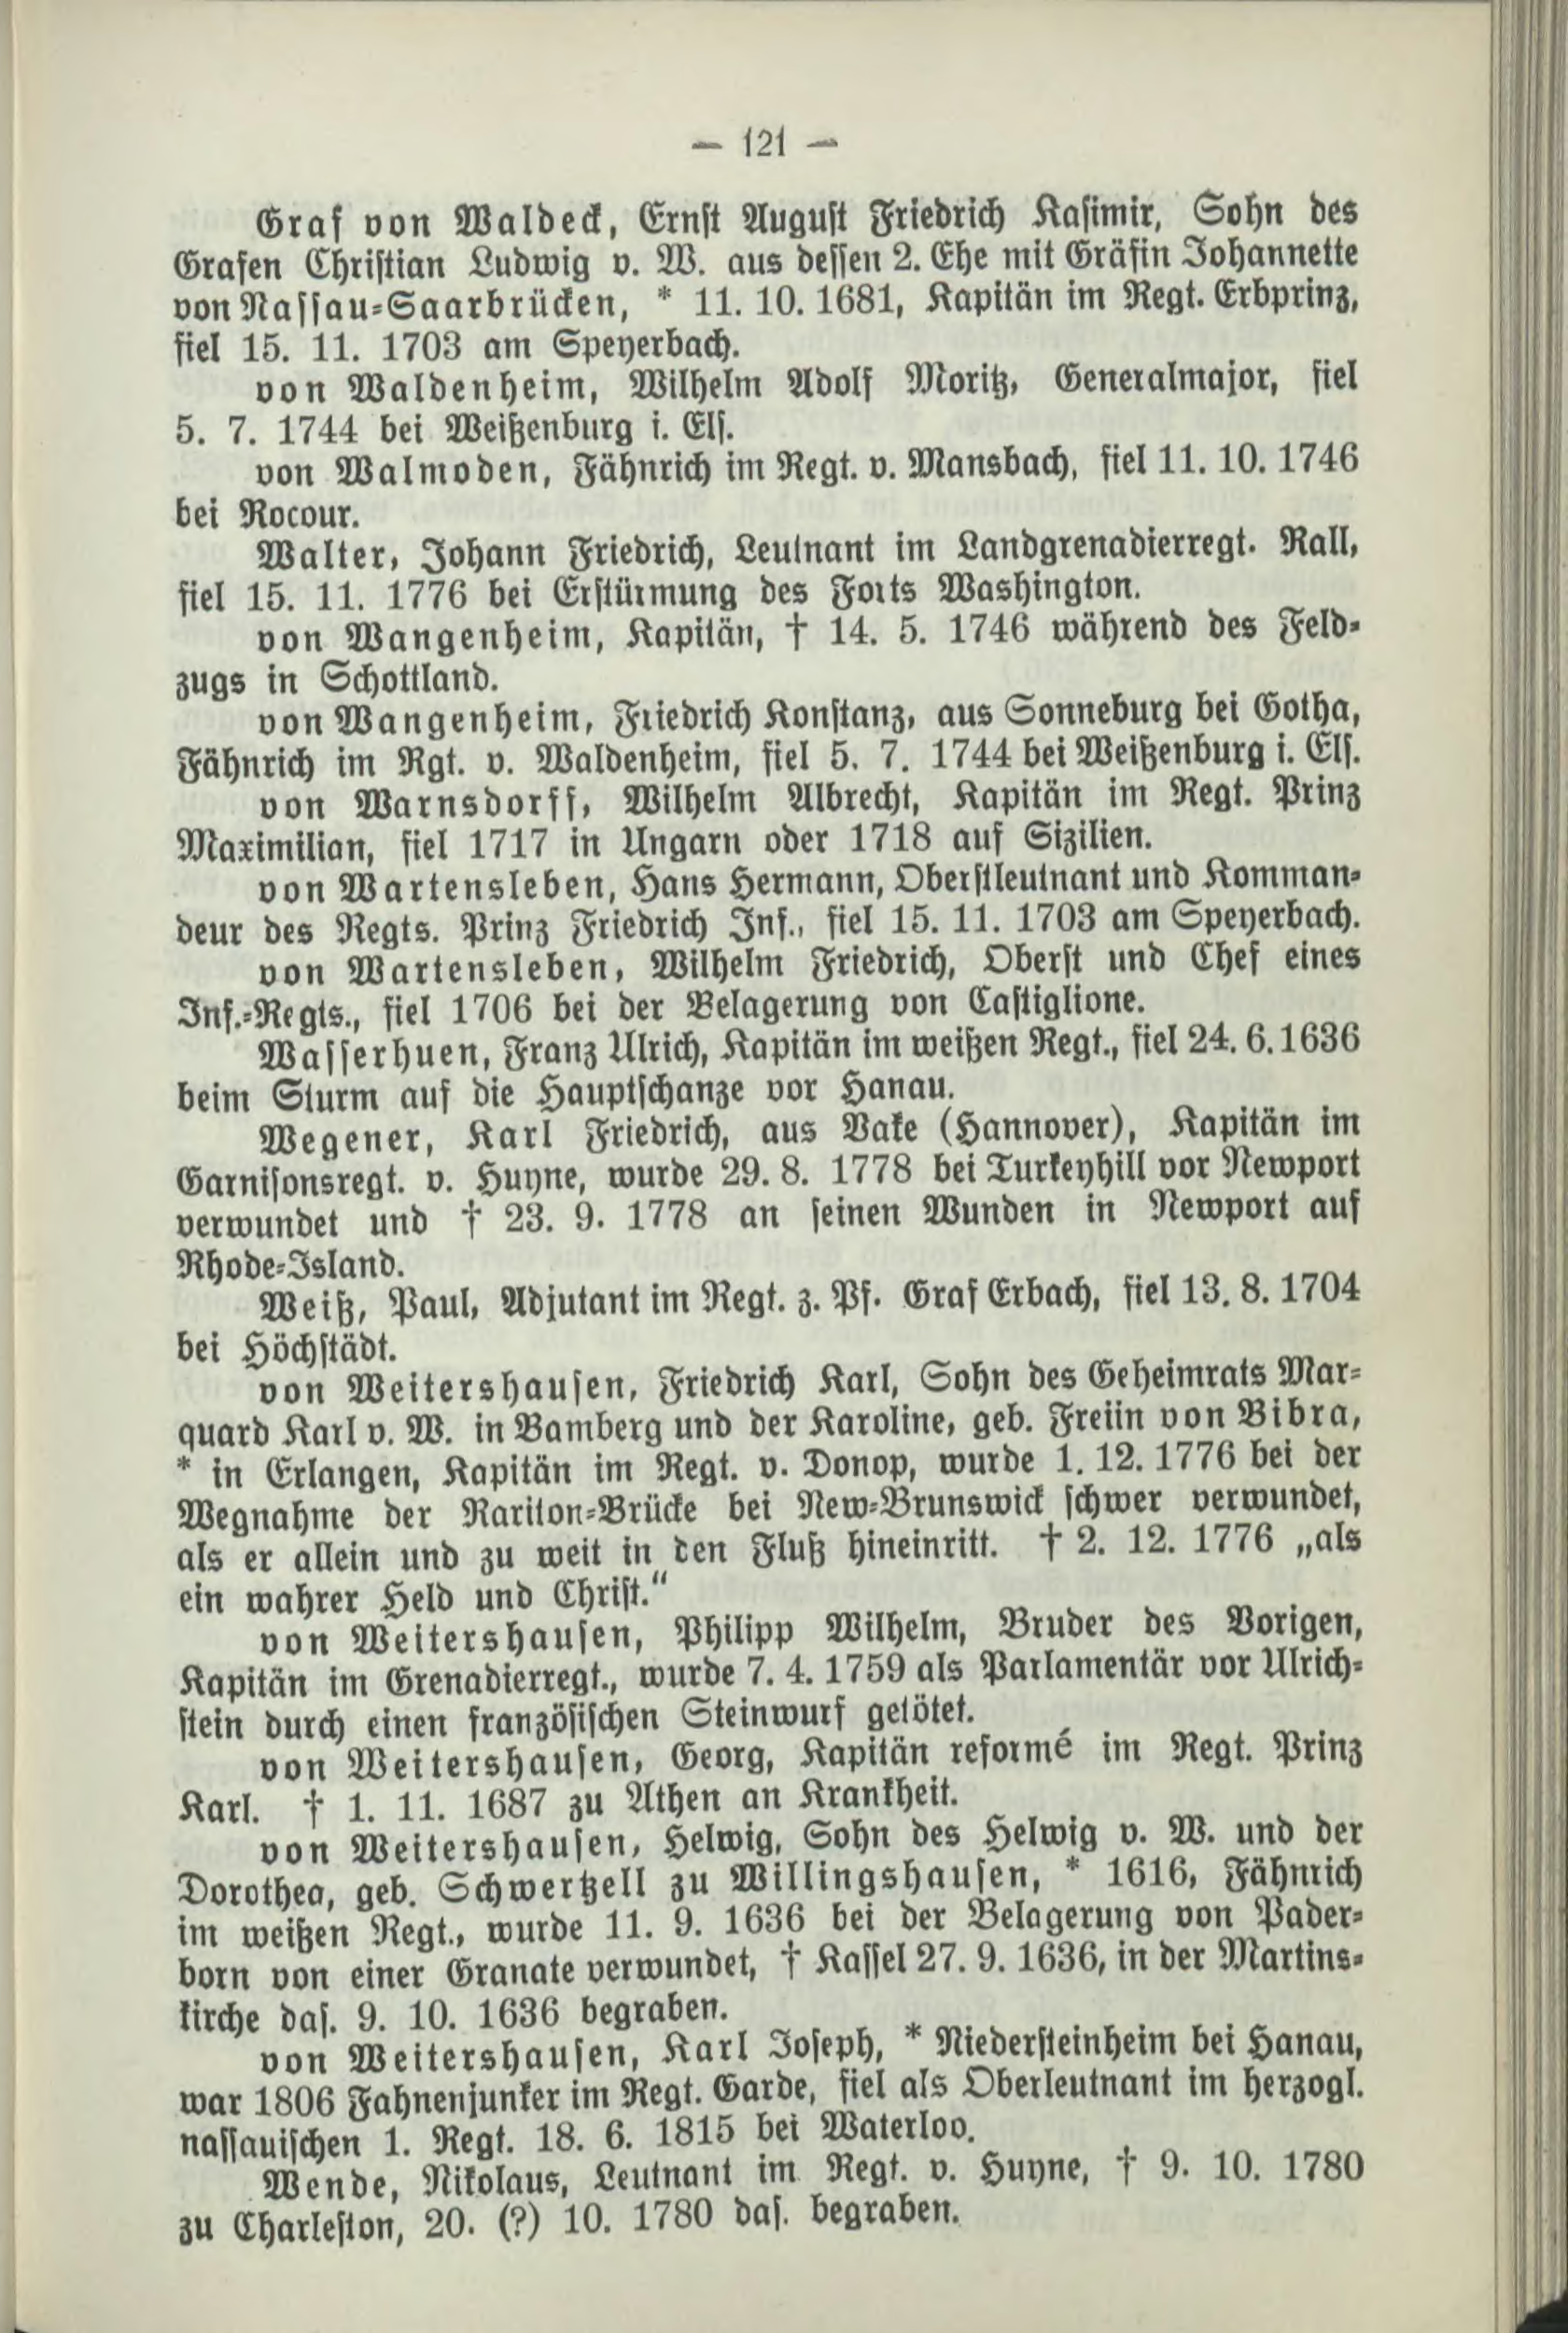 — 121 —
Graf von Waldeck, Ernst August Friedrich Kasimir, Sohn des
Grafen Christian Ludwig v. W. aus dessen 2. Ehe mit Gräfin Johannette
von Nassau-Saarbrücken, * 11. 10. 1681, Kapitän im Regt. Erbprinz,
fiel 15. 11. 1703 am Speyerbach.
von Waldenheim, Wilhelm Adolf Moritz, Generalmajor, fiel
5. 7. 1744 bei Weißenburg i. Els.
von Walmoden, Fähnrich im Regt. v. Mansbach, fiel 11. 10. 1746
bei Rocour.
Walter, Johann Friedrich, Leutnant im Landgrenadierregt. Rall,
fiel 15. 11. 1776 bei Erstürmung des Forts Washington.
von Wangenheim, Kapitän, † 14. 5. 1746 während des Feld-
zugs in Schottland.
von Wangenheim, Friedrich Konstanz, aus Sonneburg bei Gotha,
Fähnrich im Rgt. v. Waldenheim, fiel 5. 7. 1744 bei Weißenburg i. Els.
von Warnsdorff, Wilhelm Albrecht, Kapitän im Regt. Prinz
Maximilian, fiel 1717 in Ungarn oder 1718 auf Sizilien.
von Wartensleben, Hans Hermann, Oberstleutnant und Komman-
deur des Regts. Prinz Friedrich Inf., fiel 15. 11. 1703 am Speyerbach.
von Wartensleben, Wilhelm Friedrich, Oberst und Chef eines
Inf.-Regts., fiel 1706 bei der Belagerung von Castiglione.
Wasserhuen, Franz Ulrich, Kapitän im weißen Regt., fiel 24. 6. 1636
beim Sturm auf die Hauptschanze vor Hanau.
Wegener, Karl Friedrich, aus Vake (Hannover), Kapitän im
Garnisonsregt. v. Huyne, wurde 29. 8. 1778 bei Turkeyhill vor Newport
verwundet und † 23. 9. 1778 an seinen Wunden in Newport auf
Rhode-Island.
Weiß, Paul, Adjutant im Regt. z. Pf. Graf Erbach, fiel 13. 8. 1704
bei Höchstädt.
von Weitershausen, Friedrich Karl, Sohn des Geheimrats Mar-
quard Karl v. W. in Bamberg und der Karoline, geb. Freiin von Bibra,
* in Erlangen, Kapitän im Regt. v. Donop, wurde 1. 12. 1776 bei der
Wegnahme der Rariton-Brücke bei New-Brunswick schwer verwundet,
als er allein und zu weit in den Fluß hineinritt. † 2. 12. 1776 „als
ein wahrer Held und Christ.“
von Weitershausen, Philipp Wilhelm, Bruder des Vorigen,
Kapitän im Grenadierregt., wurde 7. 4. 1759 als Parlamentär vor Ulrich-
stein durch einen französischen Steinwurf getötet.
von Weitershausen, Georg, Kapitän reformé im Regt. Prinz
Karl. † 1. 11. 1687 zu Athen an Krankheit.
von Weitershausen, Helwig, Sohn des Helwig v. W. und der
Dorothea, geb. Schwertzell zu Willingshausen, * 1616, Fähnrich
im weißen Regt., wurde 11. 9. 1636 bei der Belagerung von Pader-
born von einer Granate verwundet, † Kassel 27. 9. 1636, in der Martins-
kirche das. 9. 10. 1636 begraben.
von Weitershausen, Karl Joseph, * Niedersteinheim bei Hanau,
war 1806 Fahnenjunker im Regt. Garde, fiel als Oberleutnant im herzogl.
nassauischen 1. Regt. 18. 6. 1815 bei Waterloo.
Wende, Nikolaus, Leutnant im Regt. v. Huyne, † 9. 10. 1780
zu Charleston, 20. (?) 10. 1780 das. begraben.